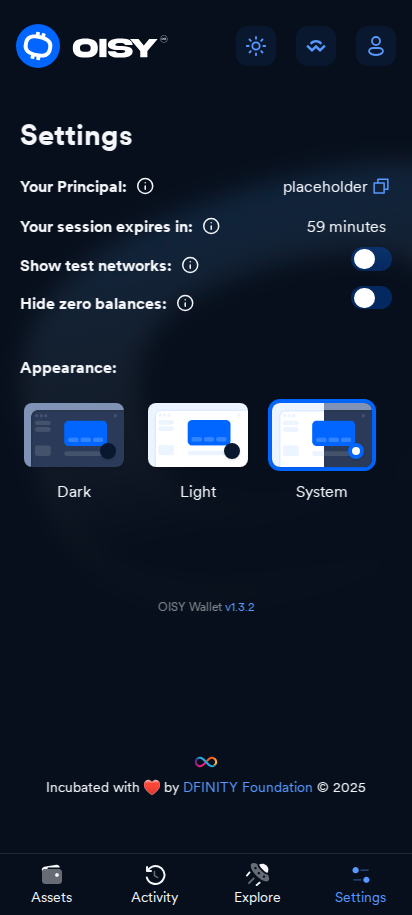 OISY
Settings
Your Principal: placeholder
Your session expires in: 59 minutes
Show test networks:
Hide zero balances:
Appearance:
Dark Light System
OISY Wallet v1.3.2
Incubated with ❤️ by DFINITY Foundation © 2025
Assets Activity Explore Settings